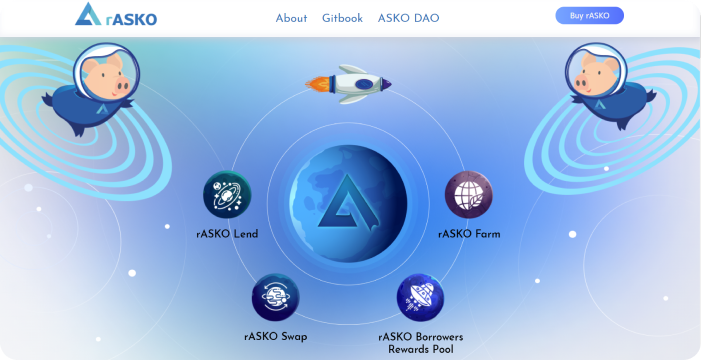 rASKO
About Gitbook ASKO DAO
Buy rASKO
rASKO Lend
rASKO Farm
rASKO Swap
rASKO Borrowers
Rewards Pool